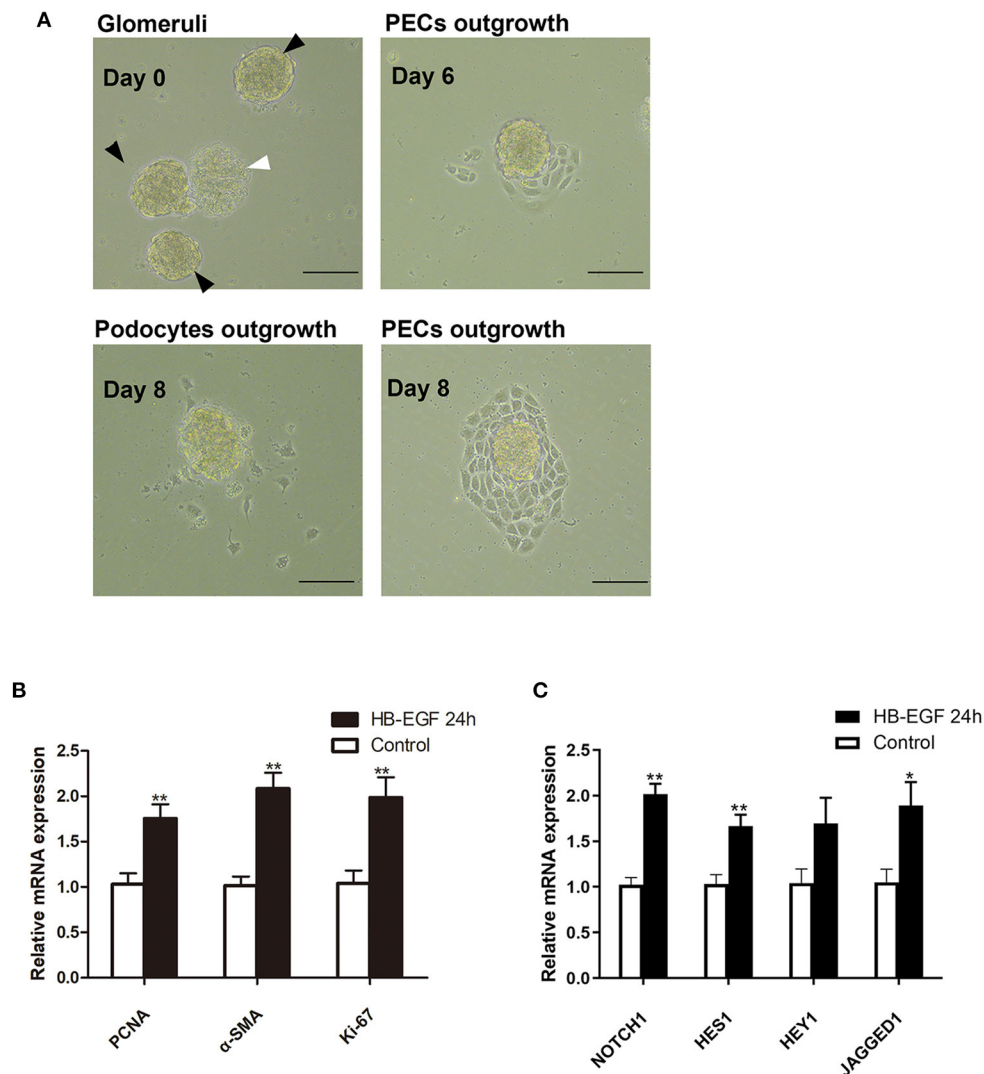 A
Glomeruli
Day 0
PECs outgrowth
Day 6
Podocytes outgrowth
Day 8
PECs outgrowth
Day 8
B
HB-EGF 24h
Control
Relative mRNA expression
2.5
2.0
1.5
1.0
0.5
0.0
**
**
**
PCNA
α-SMA
Ki-67
C
HB-EGF 24h
Control
Relative mRNA expression
2.5
2.0
1.5
1.0
0.5
0.0
**
**
*
NOTCH1
HES1
HEY1
JAGGED1